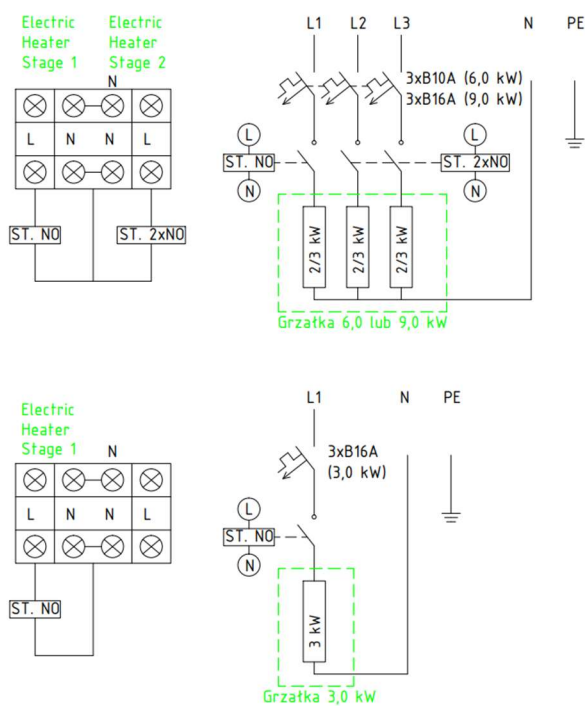 Electric
Heater
Stage 1
Electric
Heater
Stage 2
N
L N N L
ST. NO
ST. 2xNO
L1 L2 L3 N PE
3xB10A (6,0 kW)
3xB16A (9,0 kW)
L
ST. NO
N
L
ST. 2xNO
N
2/3 kW
2/3 kW
2/3 kW
Grzałka 6,0 lub 9,0 kW
Electric
Heater
Stage 1
N
L N N L
ST. NO
L1 N PE
3xB16A
(3,0 kW)
L
ST. NO
N
3 kW
Grzałka 3,0 kW